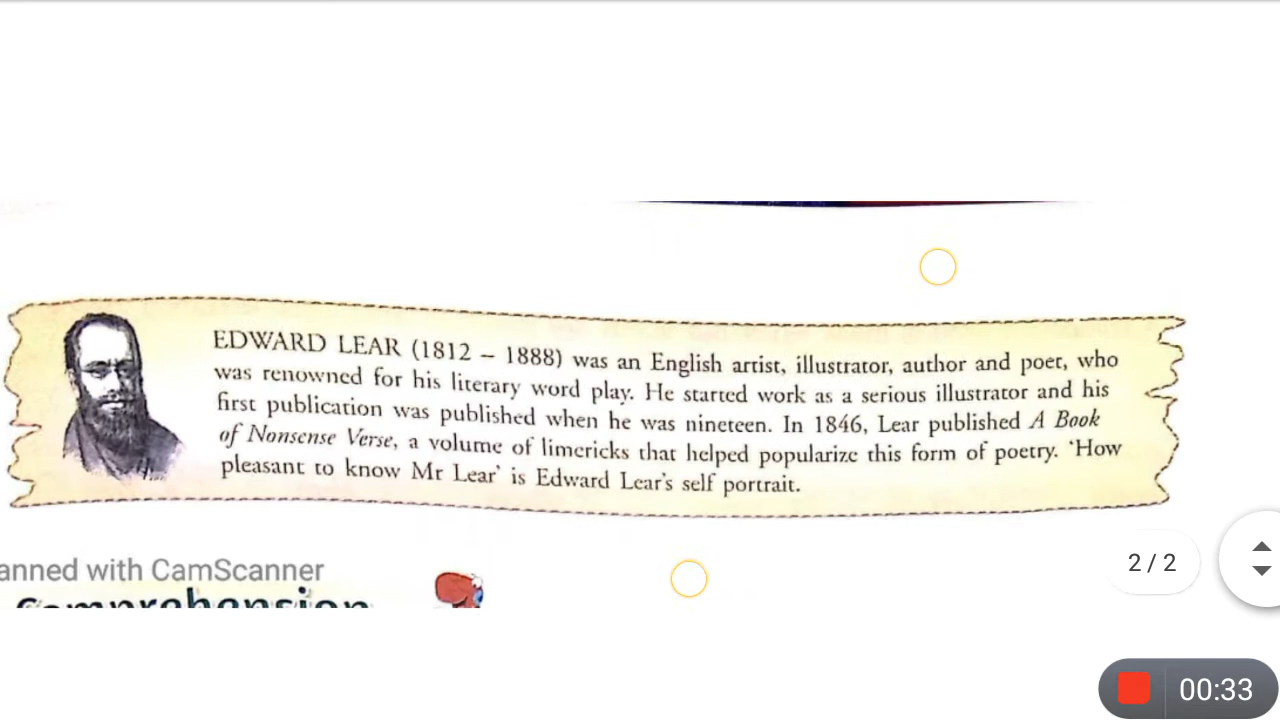 EDWARD LEAR (1812 – 1888) was an English artist, illustrator, author and poet, who
was renowned for his literary word play. He started work as a serious illustrator and his
first publication was published when he was nineteen. In 1846, Lear published A Book
of Nonsense Verse, a volume of limericks that helped popularize this form of poetry. ‘How
pleasant to know Mr Lear’ is Edward Lear’s self portrait.
anned with CamScanner
2 / 2
Comprehension
00:33